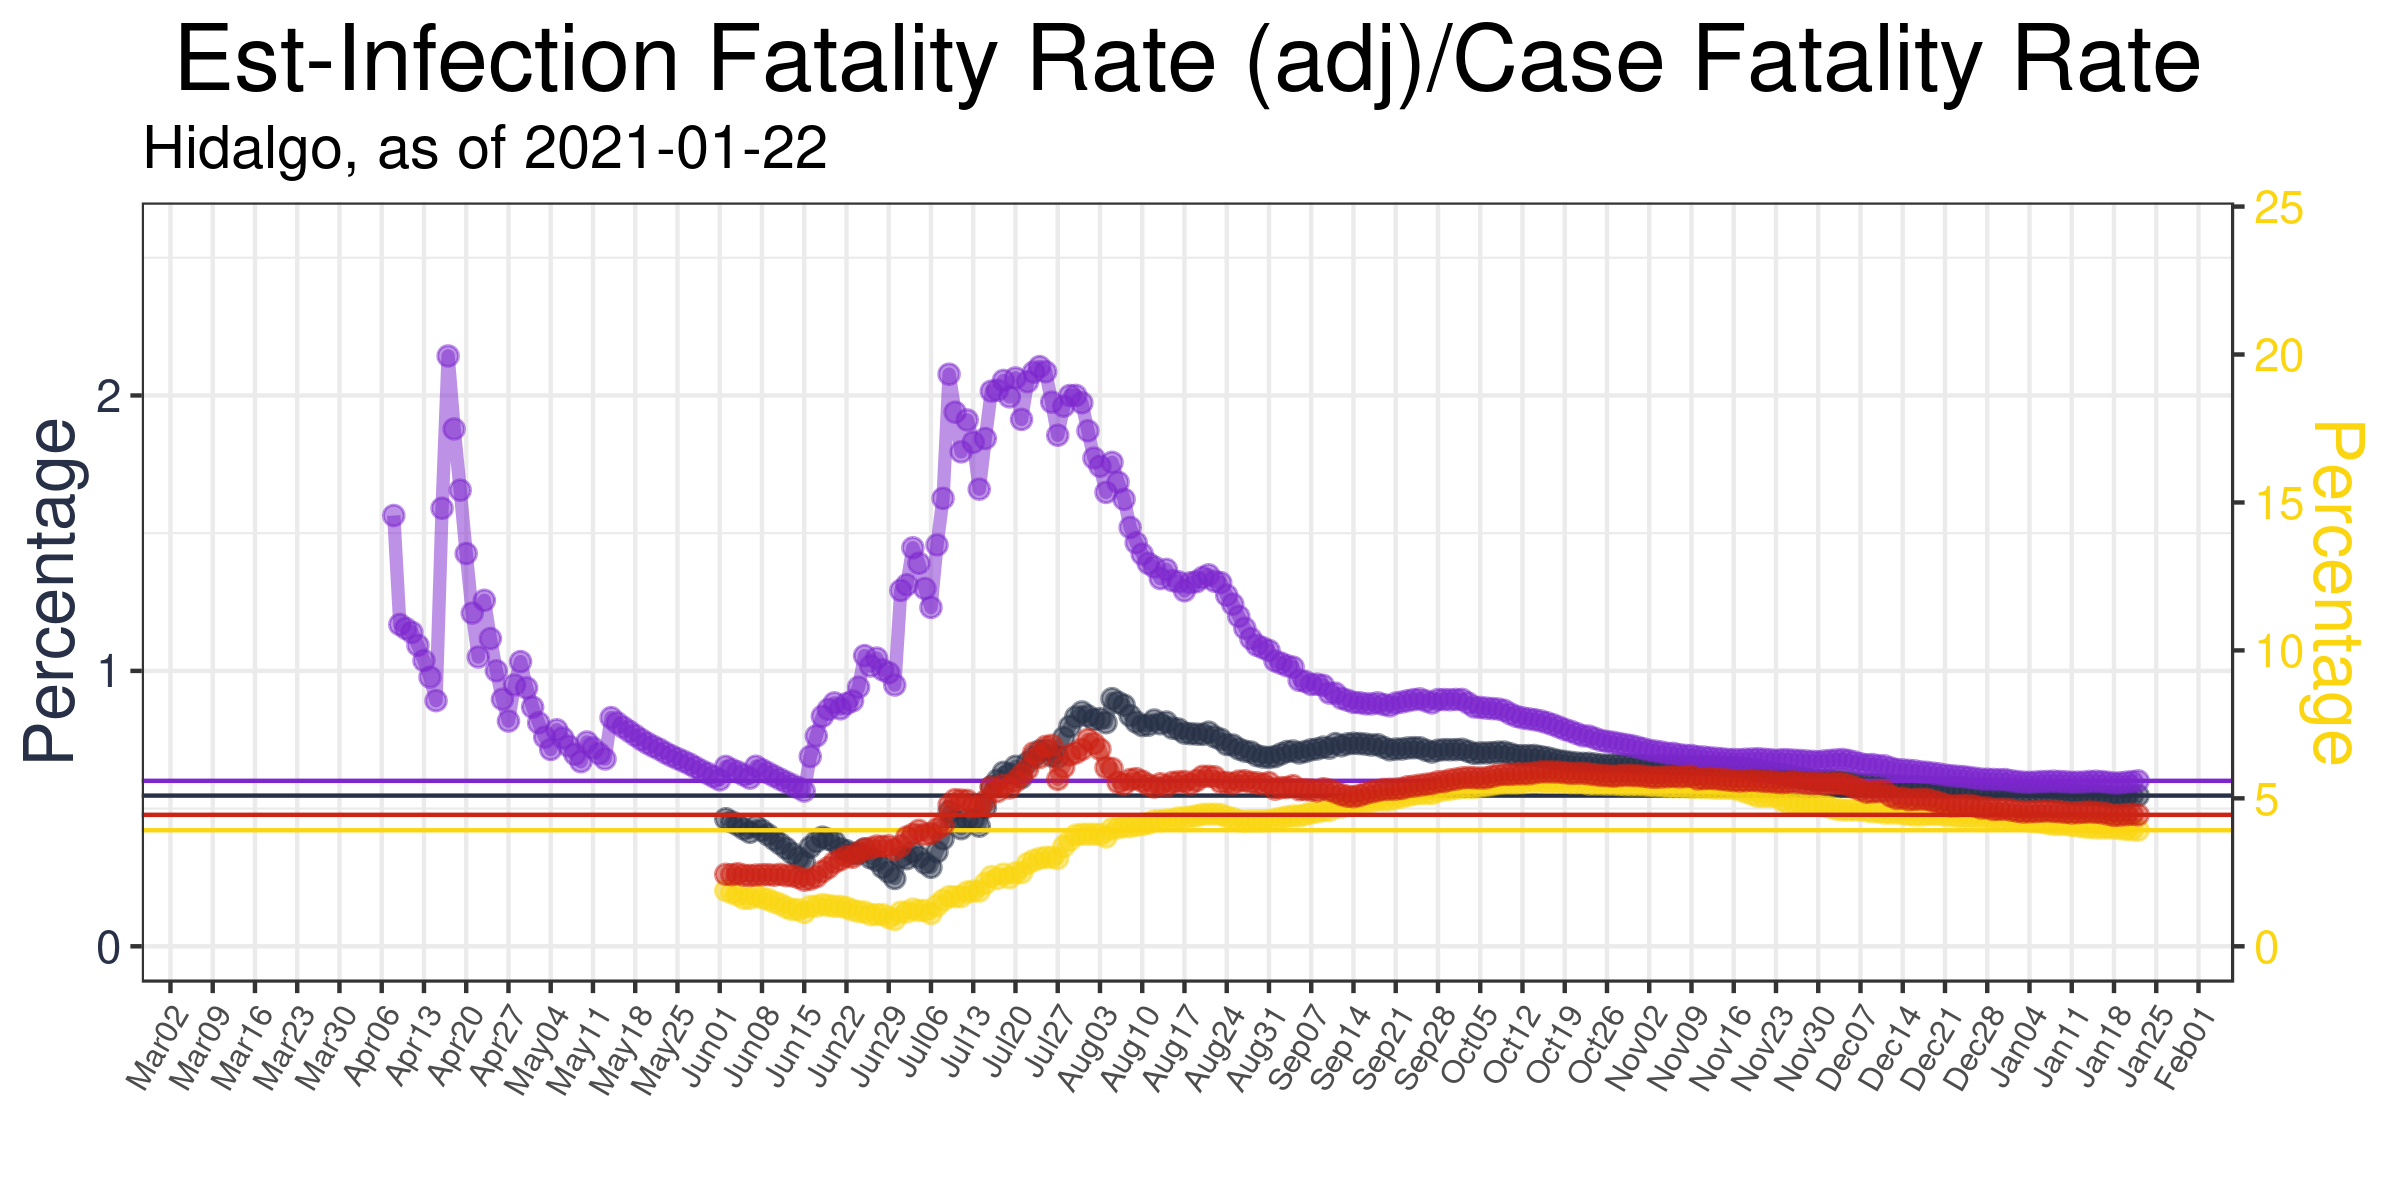 Est-Infection Fatality Rate (adj)/Case Fatality Rate
Hidalgo, as of 2021-01-22
Percentage
2
1
0
25
20
15
10
5
0
Percentage
Mar02
Mar09
Mar16
Mar23
Mar30
Apr06
Apr13
Apr20
Apr27
May04
May11
May18
May25
Jun01
Jun08
Jun15
Jun22
Jun29
Jul06
Jul13
Jul20
Jul27
Aug03
Aug10
Aug17
Aug24
Aug31
Sep07
Sep14
Sep21
Sep28
Oct05
Oct12
Oct19
Oct26
Nov02
Nov09
Nov16
Nov23
Nov30
Dec07
Dec14
Dec21
Dec28
Jan04
Jan11
Jan18
Jan25
Feb01